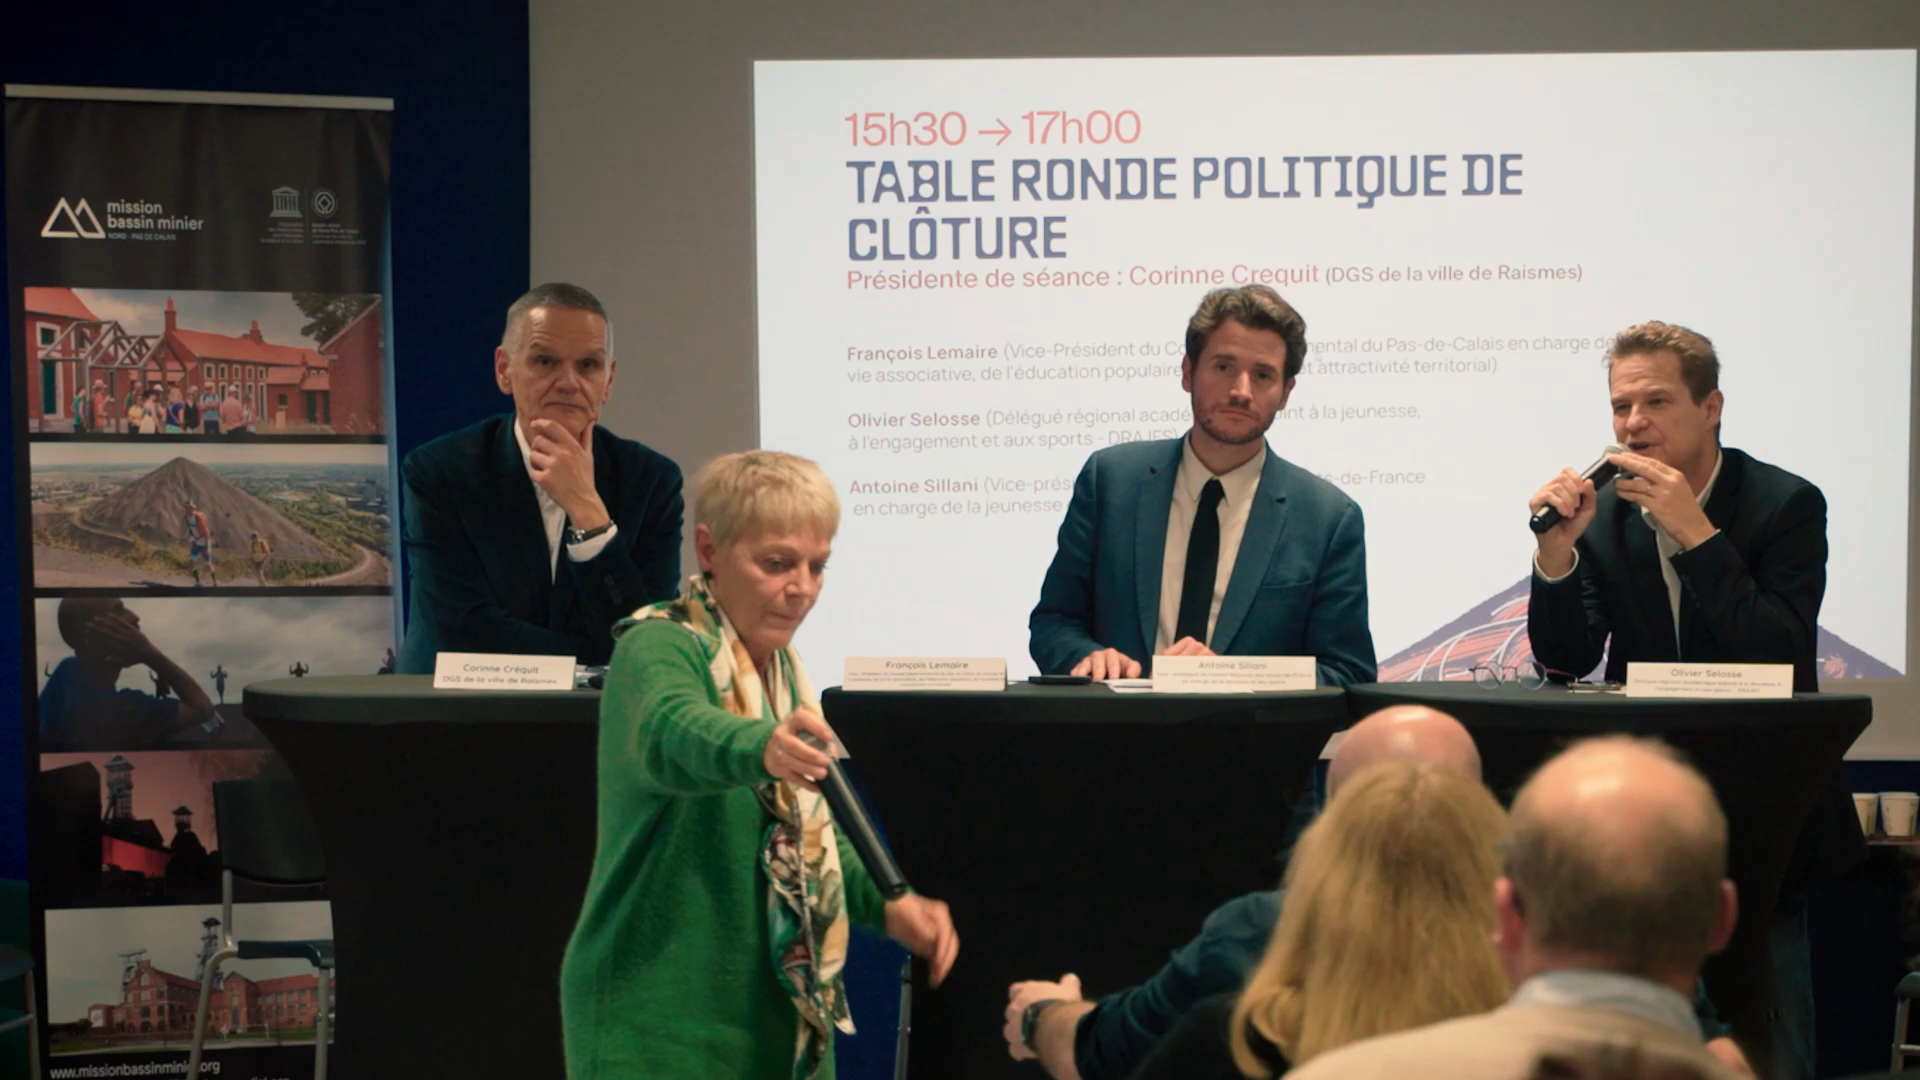 mission
bassin minier
NORD - PAS DE CALAIS
15h30 → 17h00
TABLE RONDE POLITIQUE DE
CLÔTURE
Présidente de séance : Corinne Crequit (DGS de la ville de Raismes)
François Lemaire (Vice-Président du Co mental du Pas-de-Calais en charge de
vie associative, de l'éducation populaire et attractivité territorial)
Olivier Selosse (Délégué régional acadé oint à la jeunesse,
à l'engagement et aux sports - DRAJES)
Antoine Sillani (Vice-prés -de-France
en charge de la jeunesse
Corinne Créquit
DGS de la ville de Raismes
François Lemaire
Antoine Sillani
Olivier Selosse
www.missionbassinminier.org